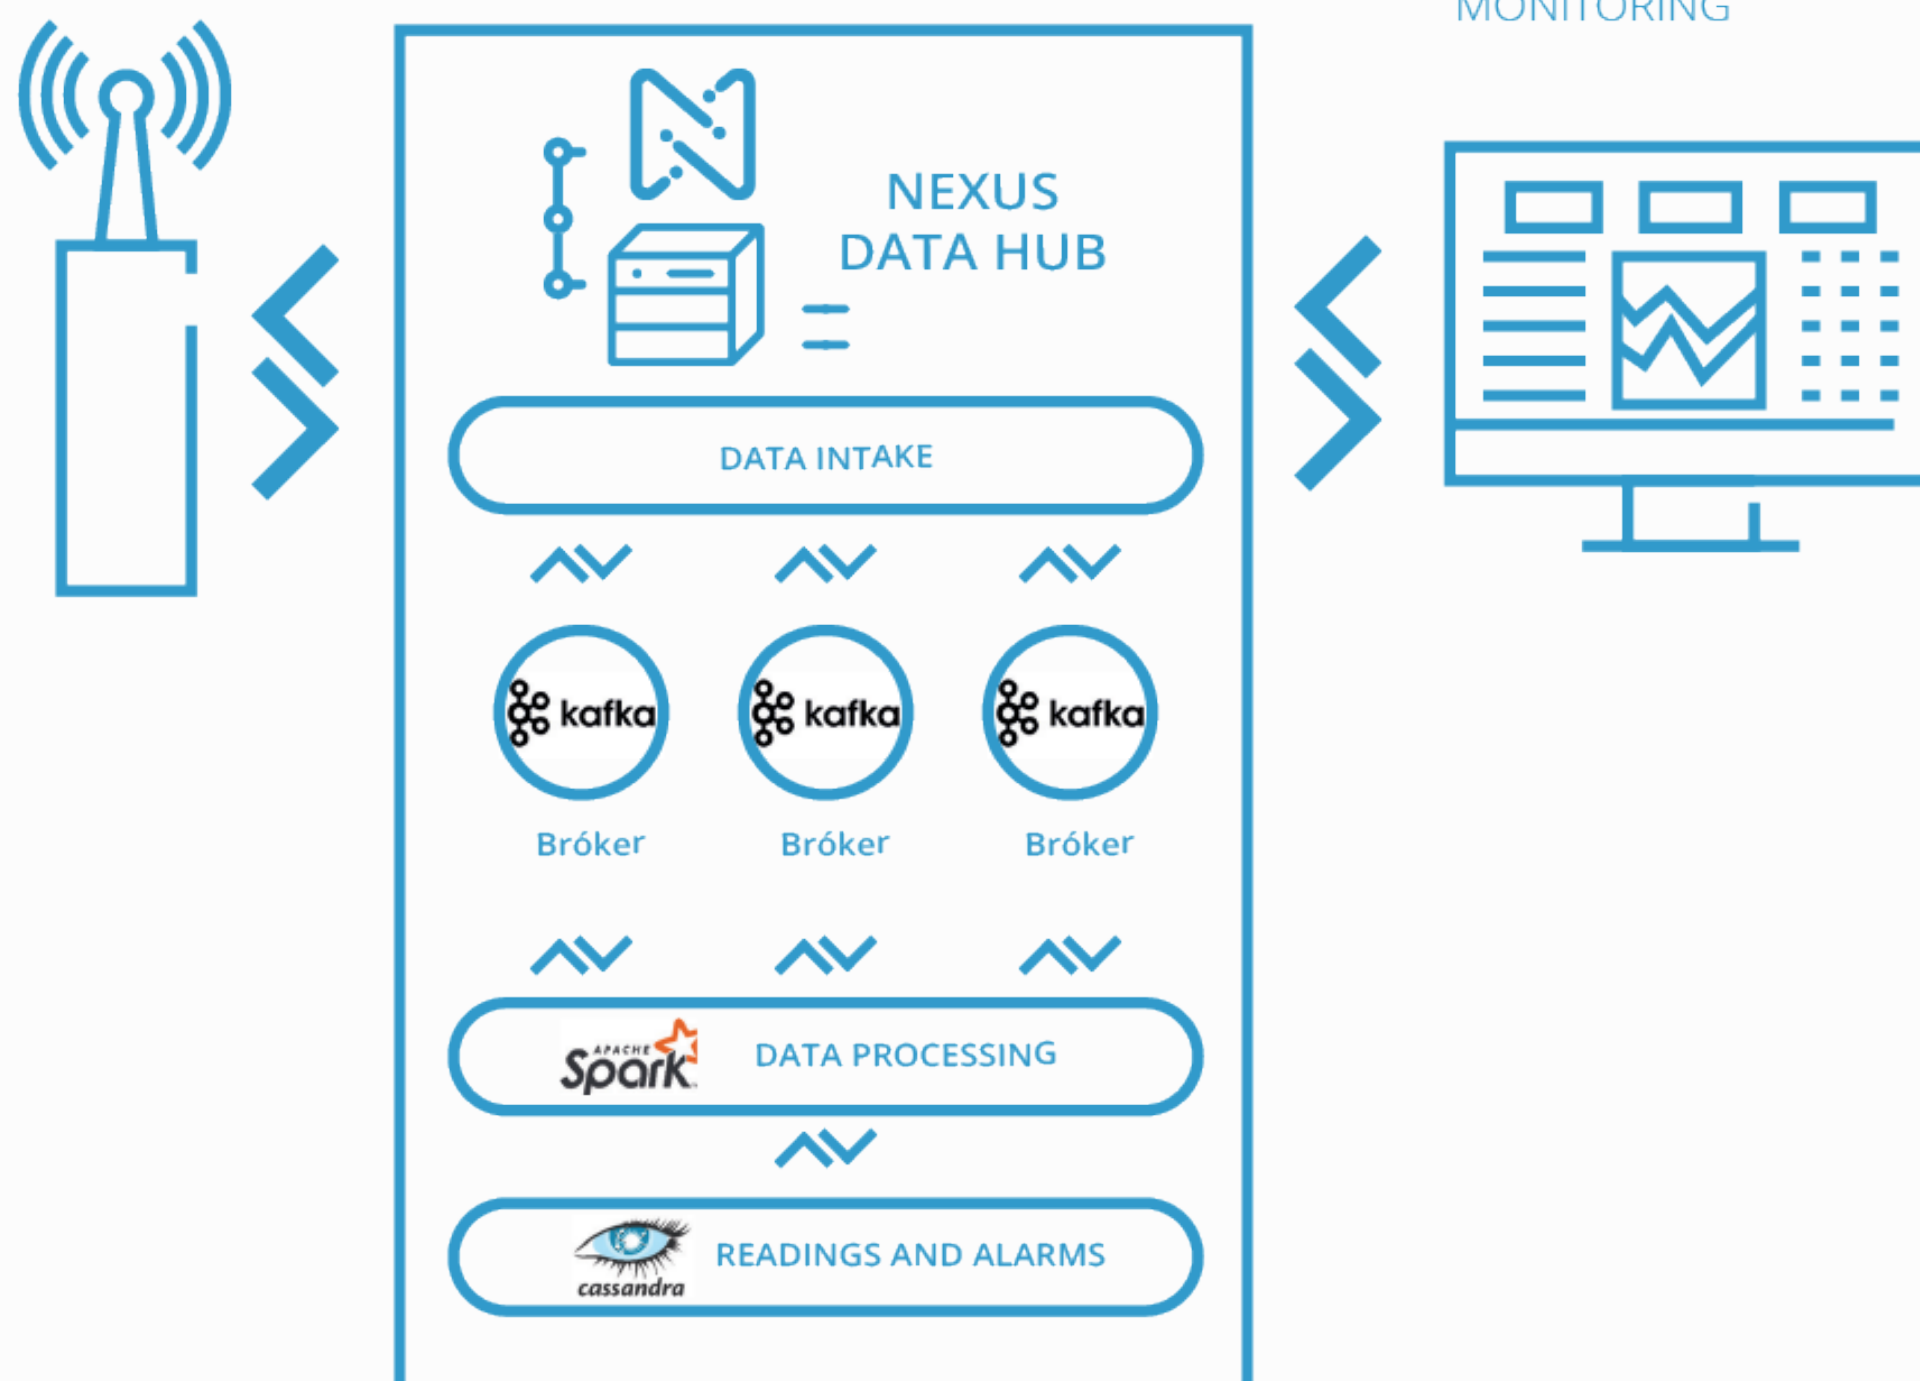 MONITORING
NEXUS
DATA HUB
DATA INTAKE
kafka kafka kafka
Bróker Bróker Bróker
APACHE
Spark
DATA PROCESSING
cassandra
READINGS AND ALARMS